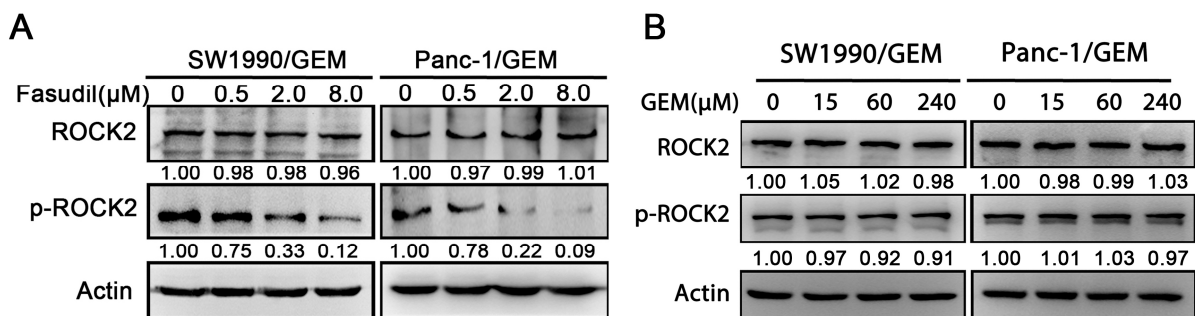 A
SW1990/GEM Panc-1/GEM
Fasudil(μM) 0 0.5 2.0 8.0 0 0.5 2.0 8.0
ROCK2
1.00 0.98 0.98 0.96 1.00 0.97 0.99 1.01
p-ROCK2
1.00 0.75 0.33 0.12 1.00 0.78 0.22 0.09
Actin
B
SW1990/GEM Panc-1/GEM
GEM(μM) 0 15 60 240 0 15 60 240
ROCK2
1.00 1.05 1.02 0.98 1.00 0.98 0.99 1.03
p-ROCK2
1.00 0.97 0.92 0.91 1.00 1.01 1.03 0.97
Actin